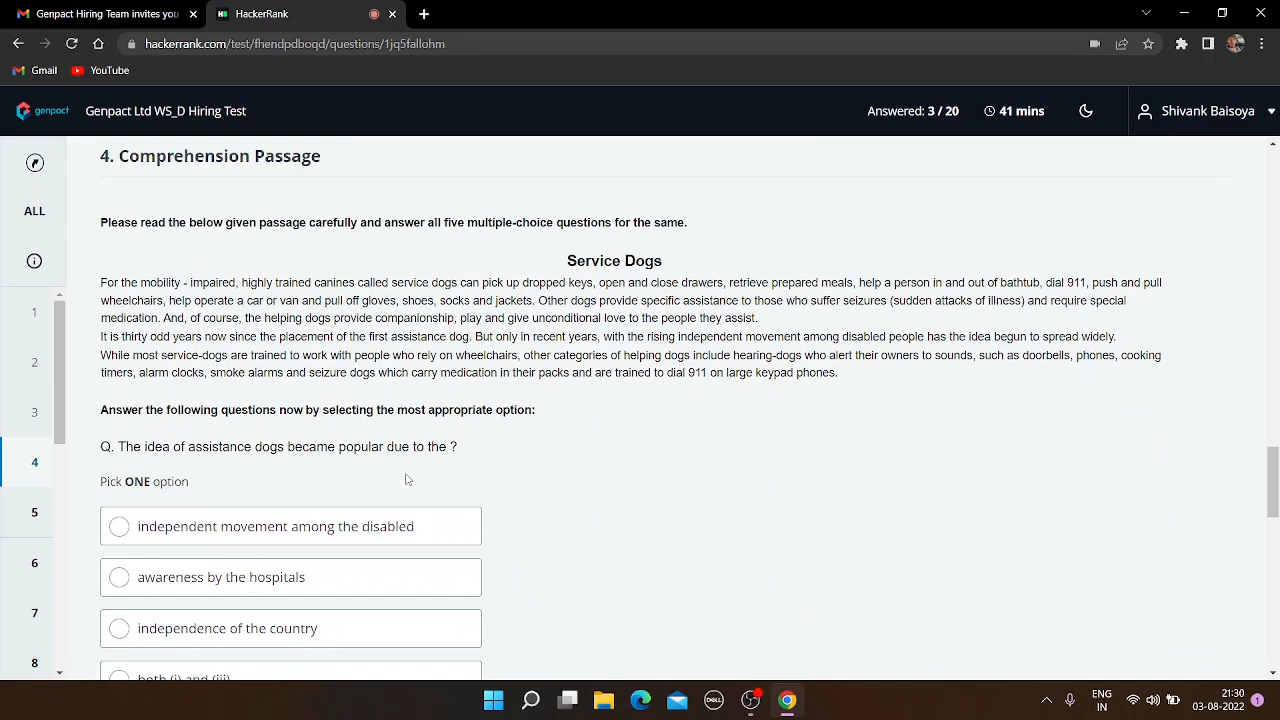 Genpact Hiring Team invites you
HackerRank
hackerrank.com/test/fhendpdboqd/questions/1jq5fallohm
Gmail
YouTube
genpact
Genpact Ltd WS_D Hiring Test
Answered: 3 / 20
41 mins
Shivank Baisoya
ALL
1
2
3
4
5
6
7
8
4. Comprehension Passage
Please read the below given passage carefully and answer all five multiple-choice questions for the same.
Service Dogs
For the mobility - impaired, highly trained canines called service dogs can pick up dropped keys, open and close drawers, retrieve prepared meals, help a person in and out of bathtub, dial 911, push and pull
wheelchairs, help operate a car or van and pull off gloves, shoes, socks and jackets. Other dogs provide specific assistance to those who suffer seizures (sudden attacks of illness) and require special
medication. And, of course, the helping dogs provide companionship, play and give unconditional love to the people they assist.
It is thirty odd years now since the placement of the first assistance dog. But only in recent years, with the rising independent movement among disabled people has the idea begun to spread widely.
While most service-dogs are trained to work with people who rely on wheelchairs, other categories of helping dogs include hearing-dogs who alert their owners to sounds, such as doorbells, phones, cooking
timers, alarm clocks, smoke alarms and seizure dogs which carry medication in their packs and are trained to dial 911 on large keypad phones.
Answer the following questions now by selecting the most appropriate option:
Q. The idea of assistance dogs became popular due to the ?
Pick ONE option
independent movement among the disabled
awareness by the hospitals
independence of the country
both (i) and (iii)
DELL
ENG
IN
21:30
03-08-2022
1